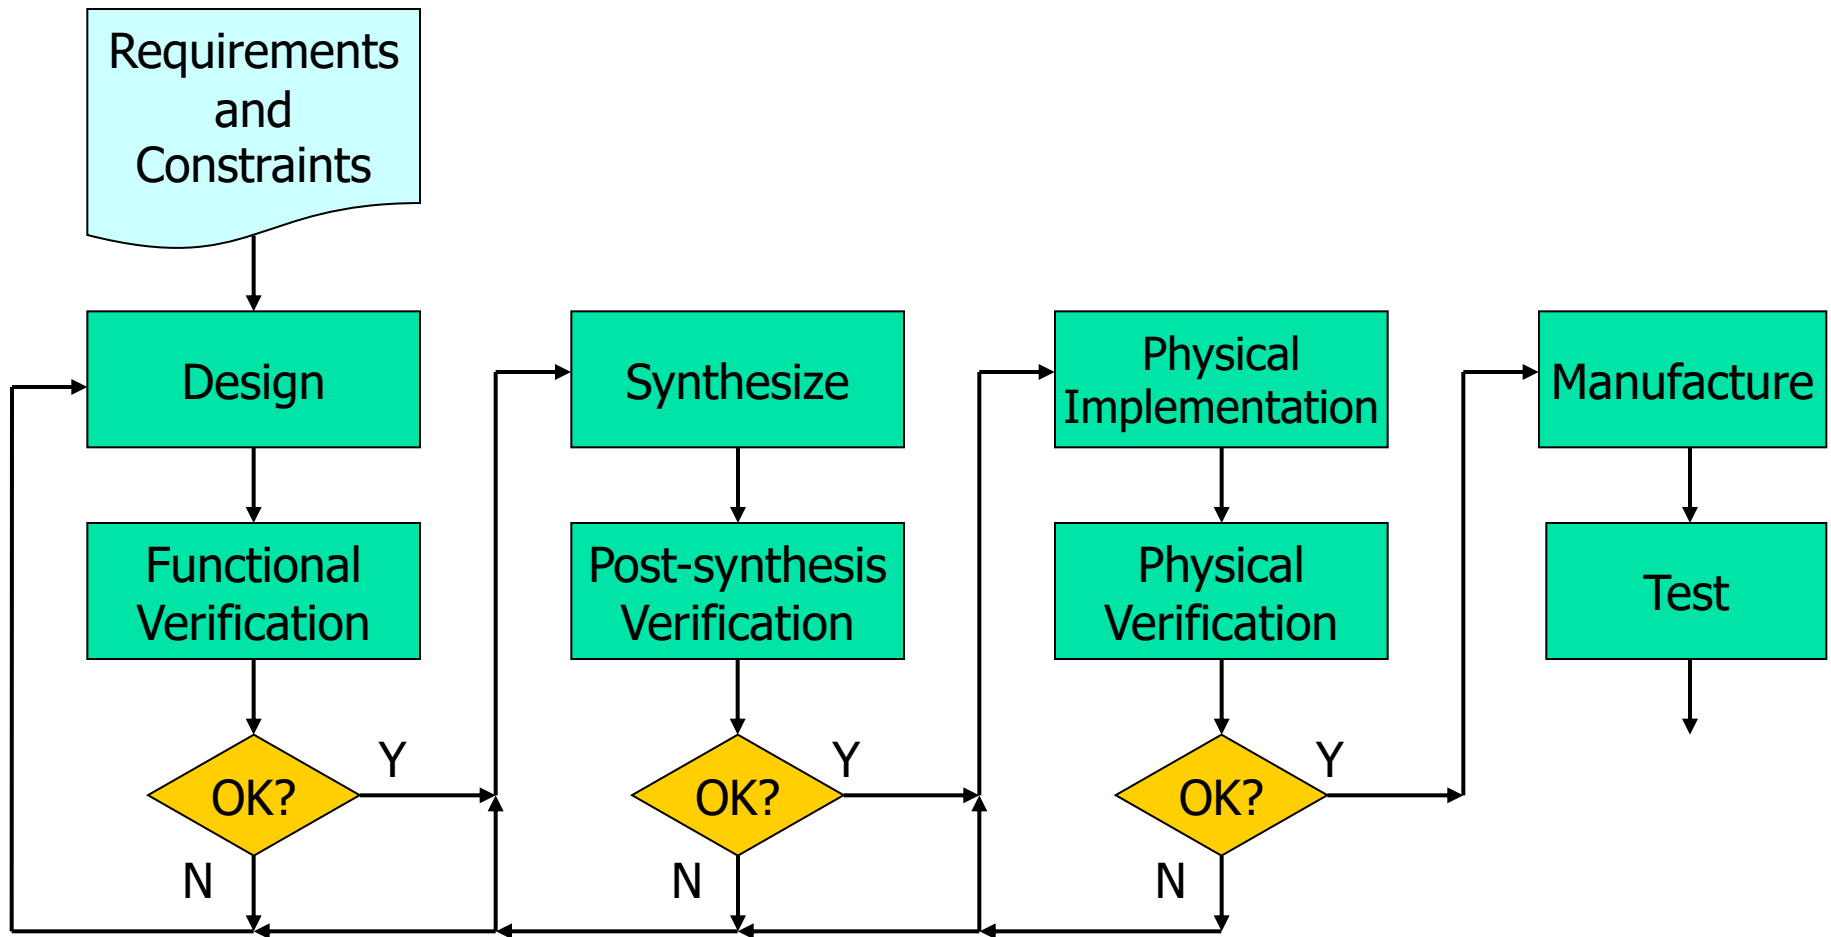 Requirements
and
Constraints
Design
Synthesize
Physical
Implementation
Manufacture
Functional
Verification
Post-synthesis
Verification
Physical
Verification
Test
OK?
Y
N
OK?
Y
N
OK?
Y
N